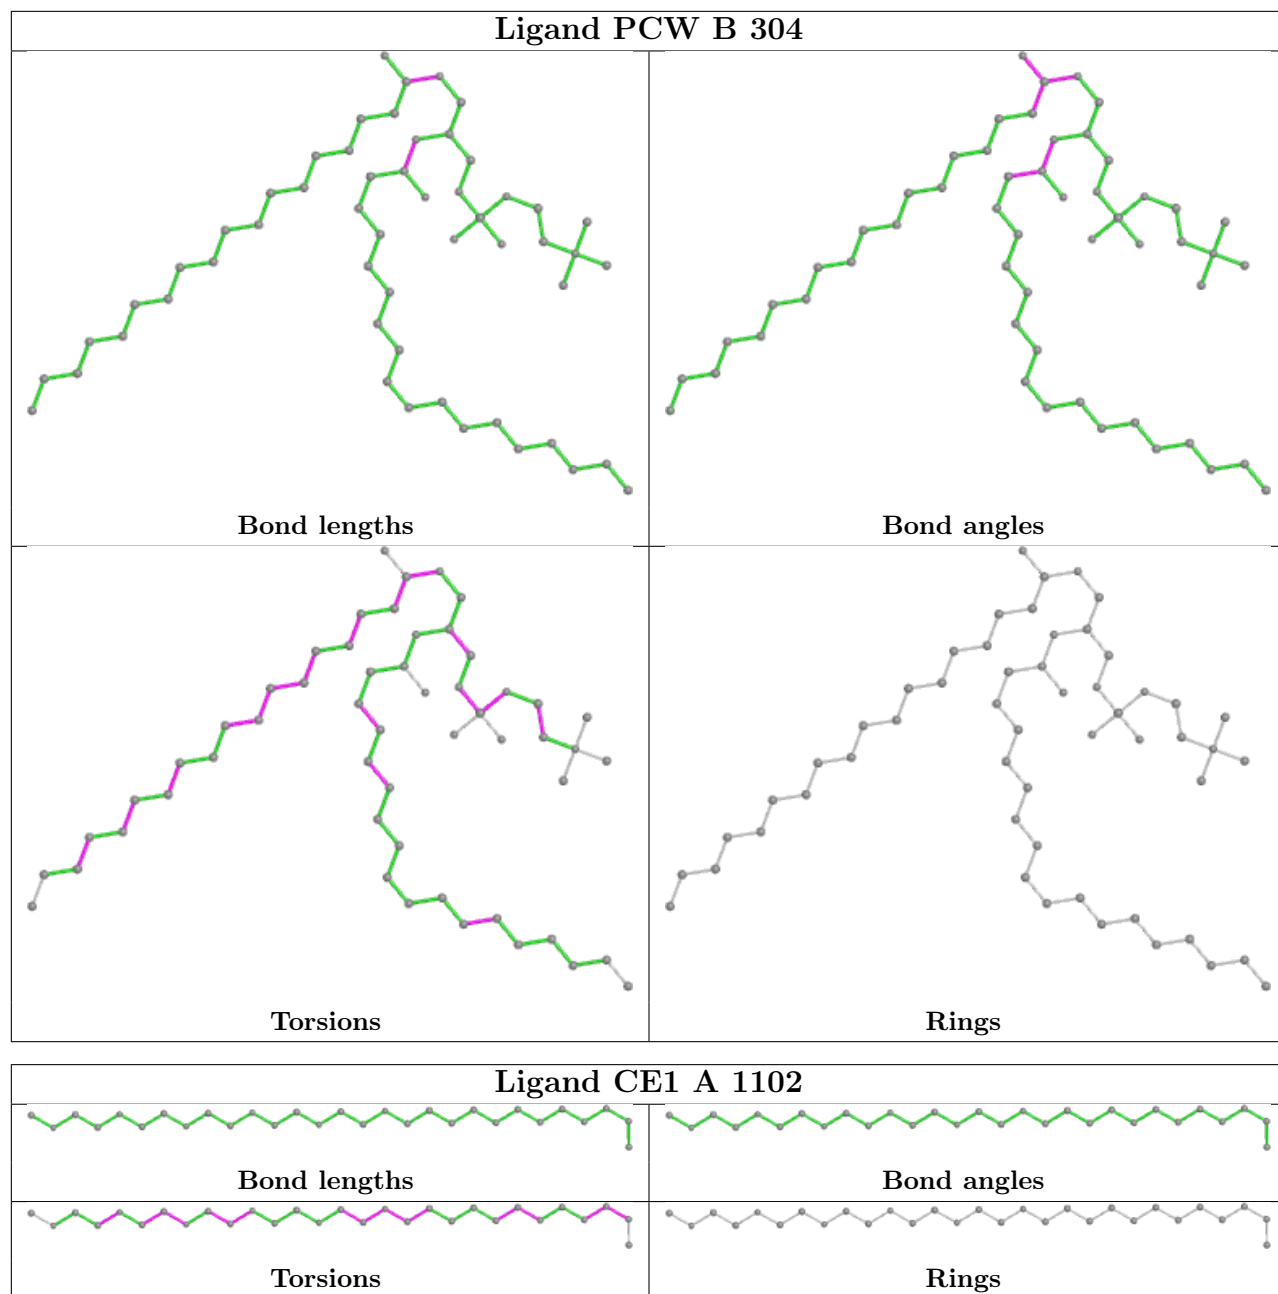 Ligand PCW B 304
Bond lengths
Bond angles
Torsions
Rings
Ligand CE1 A 1102
Bond lengths
Bond angles
Torsions
Rings